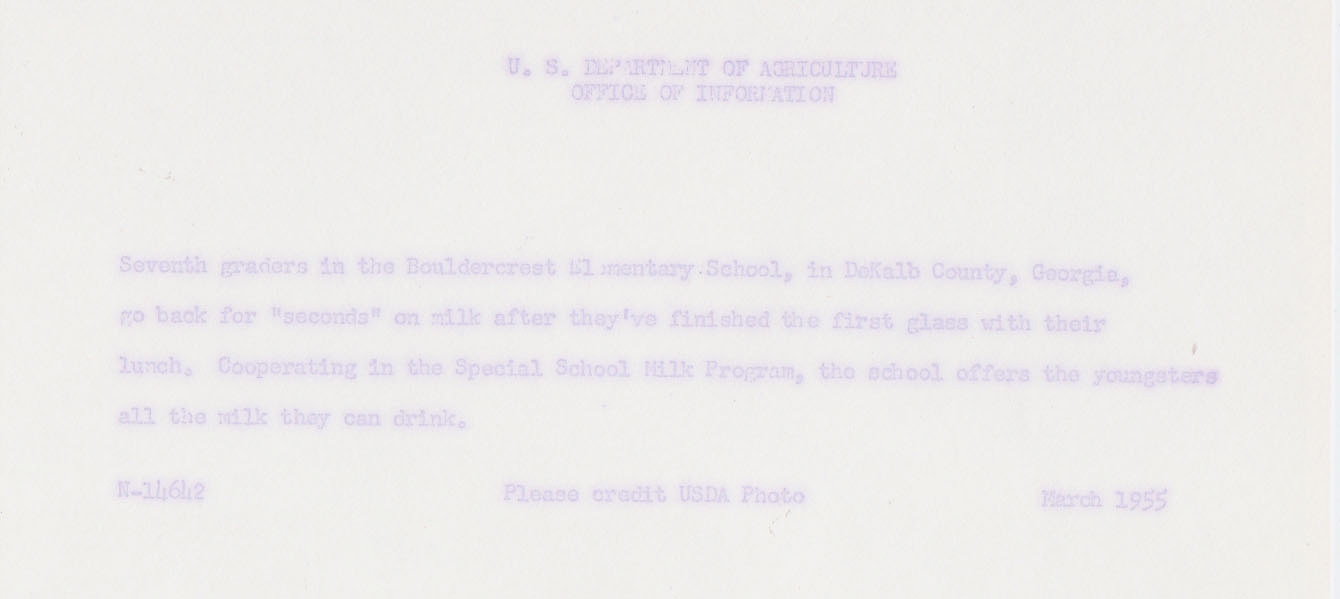 U. S. DEPARTMENT OF AGRICULTURE
OFFICE OF INFORMATION
Seventh graders in the Bouldercrest Elementary School, in DeKalb County, Georgia,
go back for "seconds" on milk after they've finished the first glass with their
lunch. Cooperating in the Special School Milk Program, the school offers the youngsters
all the milk they can drink.
N-14642 Please credit USDA Photo March 1955